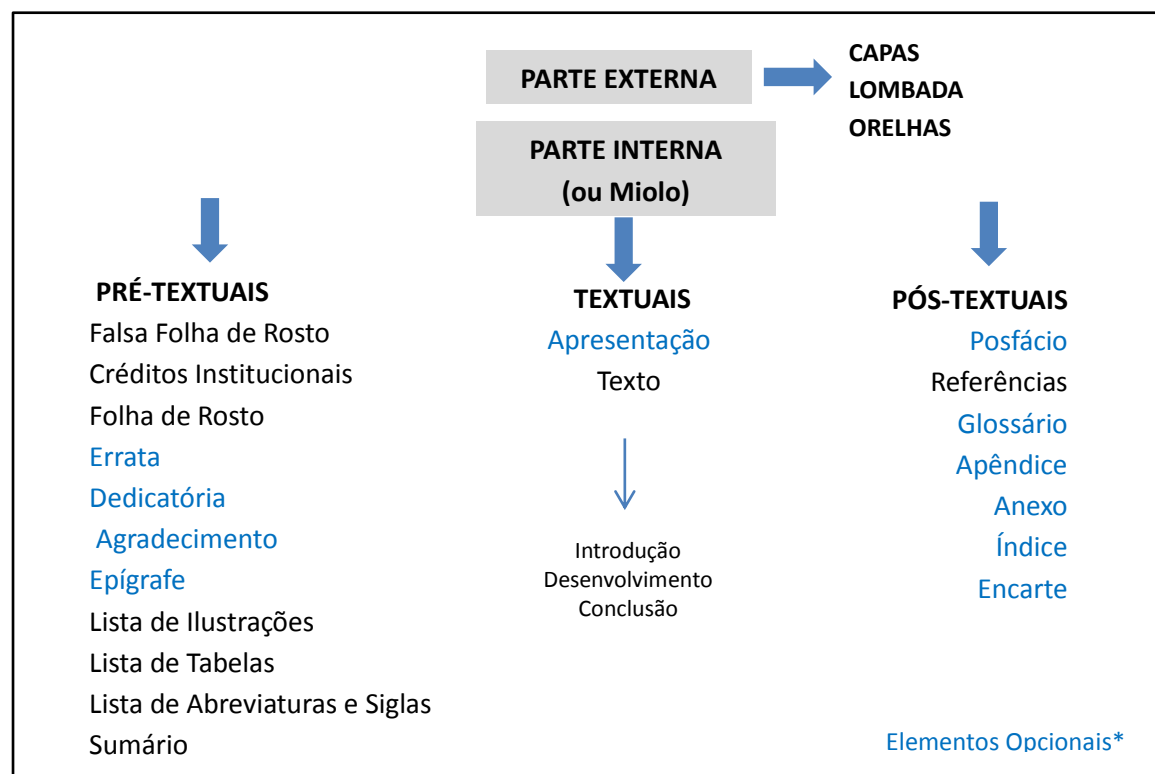 PARTE EXTERNA
CAPAS
LOMBADA
ORELHAS
PARTE INTERNA
(ou Miolo)
PRÉ-TEXTUAIS
Falsa Folha de Rosto
Créditos Institucionais
Folha de Rosto
Errata
Dedicatória
Agradecimento
Epígrafe
Lista de Ilustrações
Lista de Tabelas
Lista de Abreviaturas e Siglas
Sumário
TEXTUAIS
Apresentação
Texto
Introdução
Desenvolvimento
Conclusão
PÓS-TEXTUAIS
Posfácio
Referências
Glossário
Apêndice
Anexo
Índice
Encarte
Elementos Opcionais*